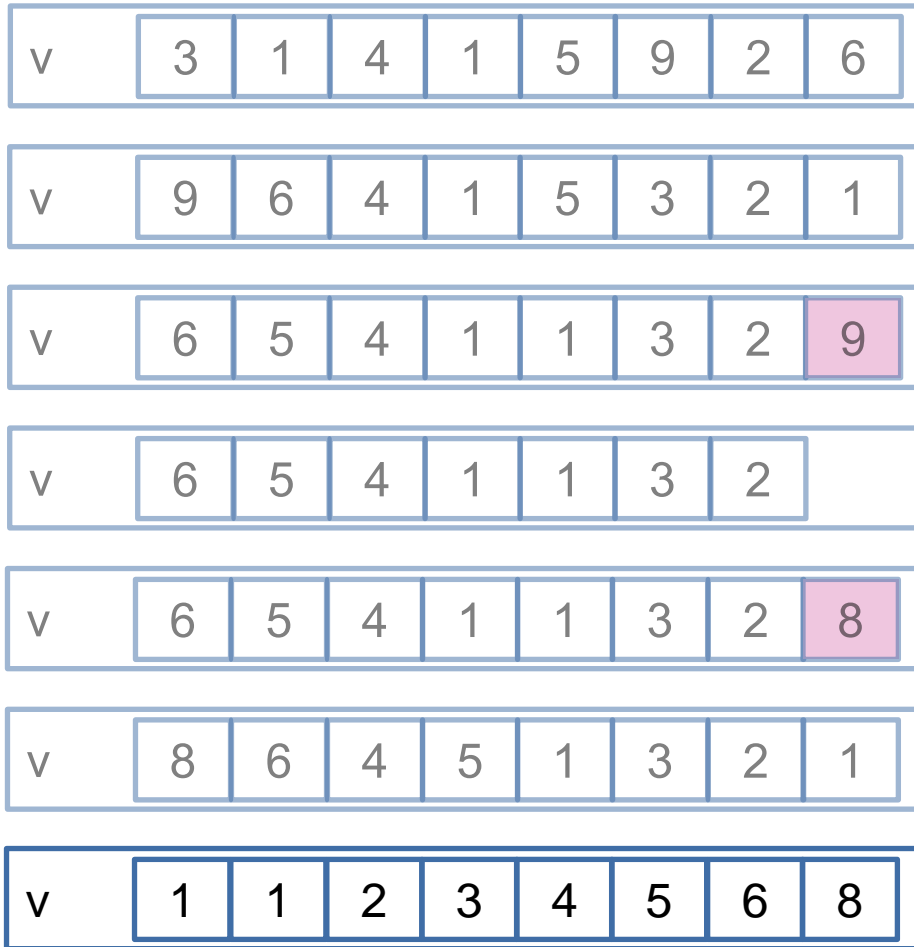 v 3 1 4 1 5 9 2 6
v 9 6 4 1 5 3 2 1
v 6 5 4 1 1 3 2 9
v 6 5 4 1 1 3 2
v 6 5 4 1 1 3 2 8
v 8 6 4 5 1 3 2 1
v 1 1 2 3 4 5 6 8